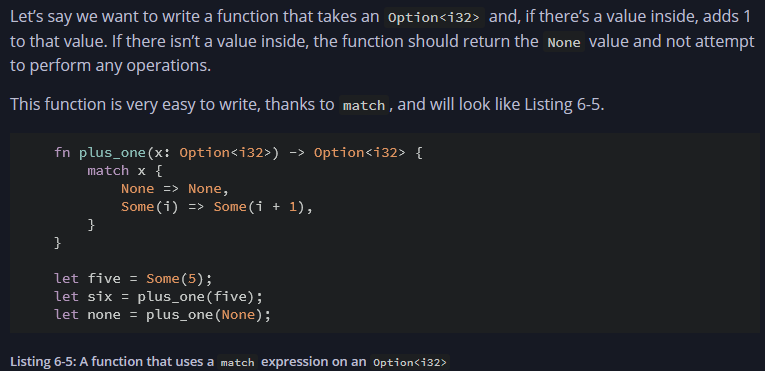 Let’s say we want to write a function that takes an Option<i32> and, if there’s a value inside, adds 1
to that value. If there isn’t a value inside, the function should return the None value and not attempt
to perform any operations.
This function is very easy to write, thanks to match, and will look like Listing 6-5.
fn plus_one(x: Option<i32>) -> Option<i32> {
    match x {
        None => None,
        Some(i) => Some(i + 1),
    }
}
let five = Some(5);
let six = plus_one(five);
let none = plus_one(None);
Listing 6-5: A function that uses a match expression on an Option<i32>